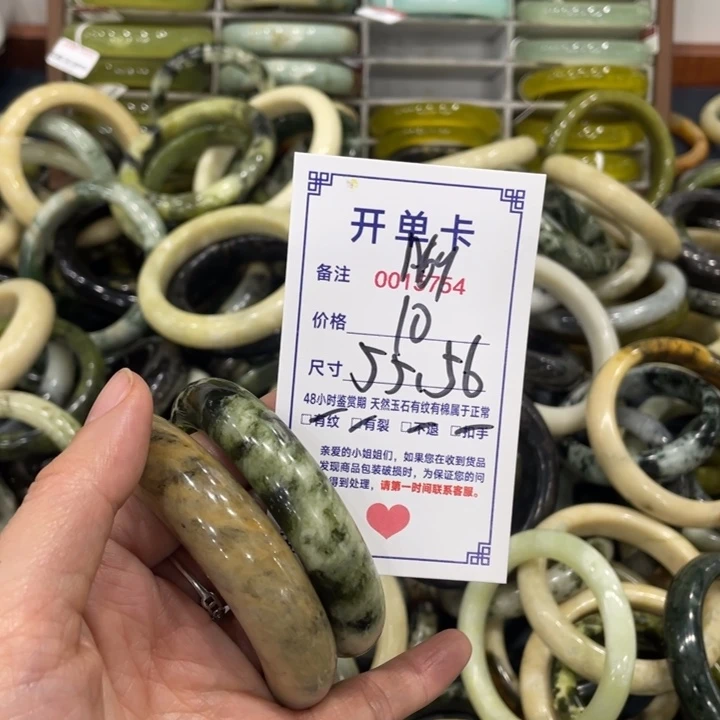 开单卡
备注 0015754
价格 10
尺寸 55.56
48小时鉴赏期 天然玉石有纹有棉属于正常
□有纹 □有裂 □不退 □扣手
亲爱的小姐姐们，如果您在收到货品
发现商品包装破损时，为保证您的问
得到处理，请第一时间联系客服。